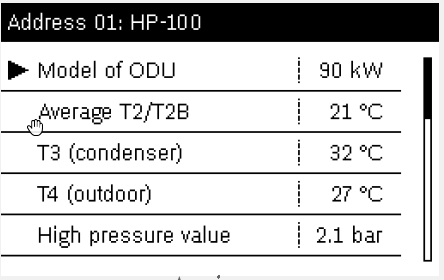 Address 01: HP-100
Model of ODU 90 kW
Average T2/T2B 21 °C
T3 (condenser) 32 °C
T4 (outdoor) 27 °C
High pressure value 2.1 bar